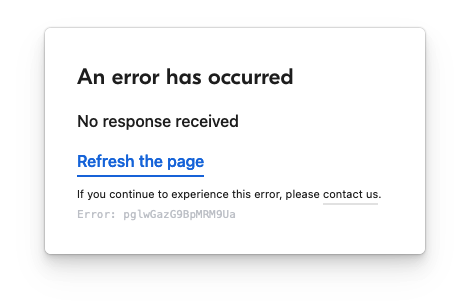 An error has occurred
No response received
Refresh the page
If you continue to experience this error, please contact us.
Error: pglwGazG9BpMRM9Ua